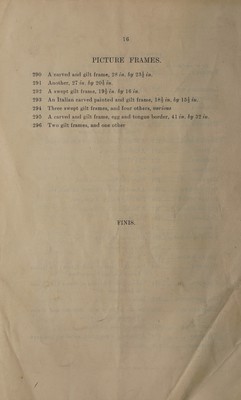 16
PICTURE FRAMES.
290 A carved and gilt frame, 28 in. by 23½ in.
291 Another, 27 in. by 20½ in.
292 A swept gilt frame, 19½ in. by 16 in.
293 An Italian carved painted and gilt frame, 18½ in. by 15½ in.
294 Three swept gilt frames, and four others, various
295 A carved and gilt frame, egg and tongue border, 41 in. by 32 in.
296 Two gilt frames, and one other
FINIS.